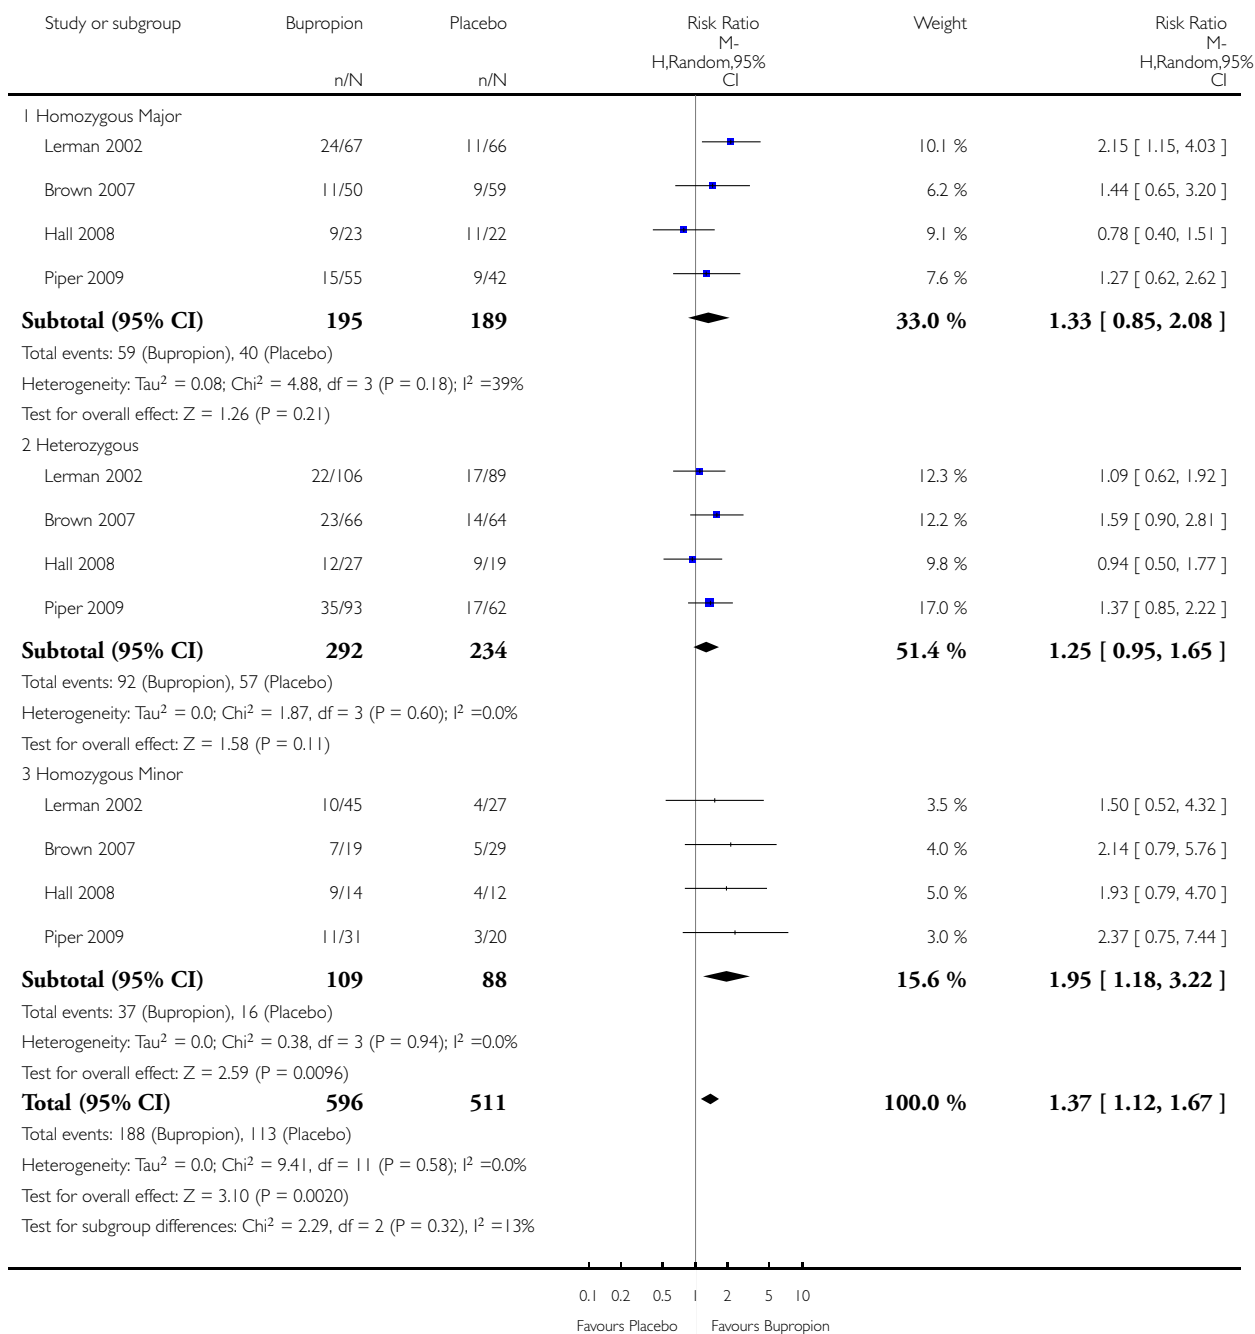 Study or subgroup Bupropion Placebo Risk Ratio Weight Risk Ratio
M- M-
H,Random,95% H,Random,95%
n/N n/N CI CI
1 Homozygous Major
Lerman 2002 24/67 11/66 10.1 % 2.15 [ 1.15, 4.03 ]
Brown 2007 11/50 9/59 6.2 % 1.44 [ 0.65, 3.20 ]
Hall 2008 9/23 11/22 9.1 % 0.78 [ 0.40, 1.51 ]
Piper 2009 15/55 9/42 7.6 % 1.27 [ 0.62, 2.62 ]
Subtotal (95% CI) 195 189 33.0 % 1.33 [ 0.85, 2.08 ]
Total events: 59 (Bupropion), 40 (Placebo)
Heterogeneity: Tau² = 0.08; Chi² = 4.88, df = 3 (P = 0.18); I² =39%
Test for overall effect: Z = 1.26 (P = 0.21)
2 Heterozygous
Lerman 2002 22/106 17/89 12.3 % 1.09 [ 0.62, 1.92 ]
Brown 2007 23/66 14/64 12.2 % 1.59 [ 0.90, 2.81 ]
Hall 2008 12/27 9/19 9.8 % 0.94 [ 0.50, 1.77 ]
Piper 2009 35/93 17/62 17.0 % 1.37 [ 0.85, 2.22 ]
Subtotal (95% CI) 292 234 51.4 % 1.25 [ 0.95, 1.65 ]
Total events: 92 (Bupropion), 57 (Placebo)
Heterogeneity: Tau² = 0.0; Chi² = 1.87, df = 3 (P = 0.60); I² =0.0%
Test for overall effect: Z = 1.58 (P = 0.11)
3 Homozygous Minor
Lerman 2002 10/45 4/27 3.5 % 1.50 [ 0.52, 4.32 ]
Brown 2007 7/19 5/29 4.0 % 2.14 [ 0.79, 5.76 ]
Hall 2008 9/14 4/12 5.0 % 1.93 [ 0.79, 4.70 ]
Piper 2009 11/31 3/20 3.0 % 2.37 [ 0.75, 7.44 ]
Subtotal (95% CI) 109 88 15.6 % 1.95 [ 1.18, 3.22 ]
Total events: 37 (Bupropion), 16 (Placebo)
Heterogeneity: Tau² = 0.0; Chi² = 0.38, df = 3 (P = 0.94); I² =0.0%
Test for overall effect: Z = 2.59 (P = 0.0096)
Total (95% CI) 596 511 100.0 % 1.37 [ 1.12, 1.67 ]
Total events: 188 (Bupropion), 113 (Placebo)
Heterogeneity: Tau² = 0.0; Chi² = 9.41, df = 11 (P = 0.58); I² =0.0%
Test for overall effect: Z = 3.10 (P = 0.0020)
Test for subgroup differences: Chi² = 2.29, df = 2 (P = 0.32), I² =13%
0.1 0.2 0.5 1 2 5 10
Favours Placebo Favours Bupropion